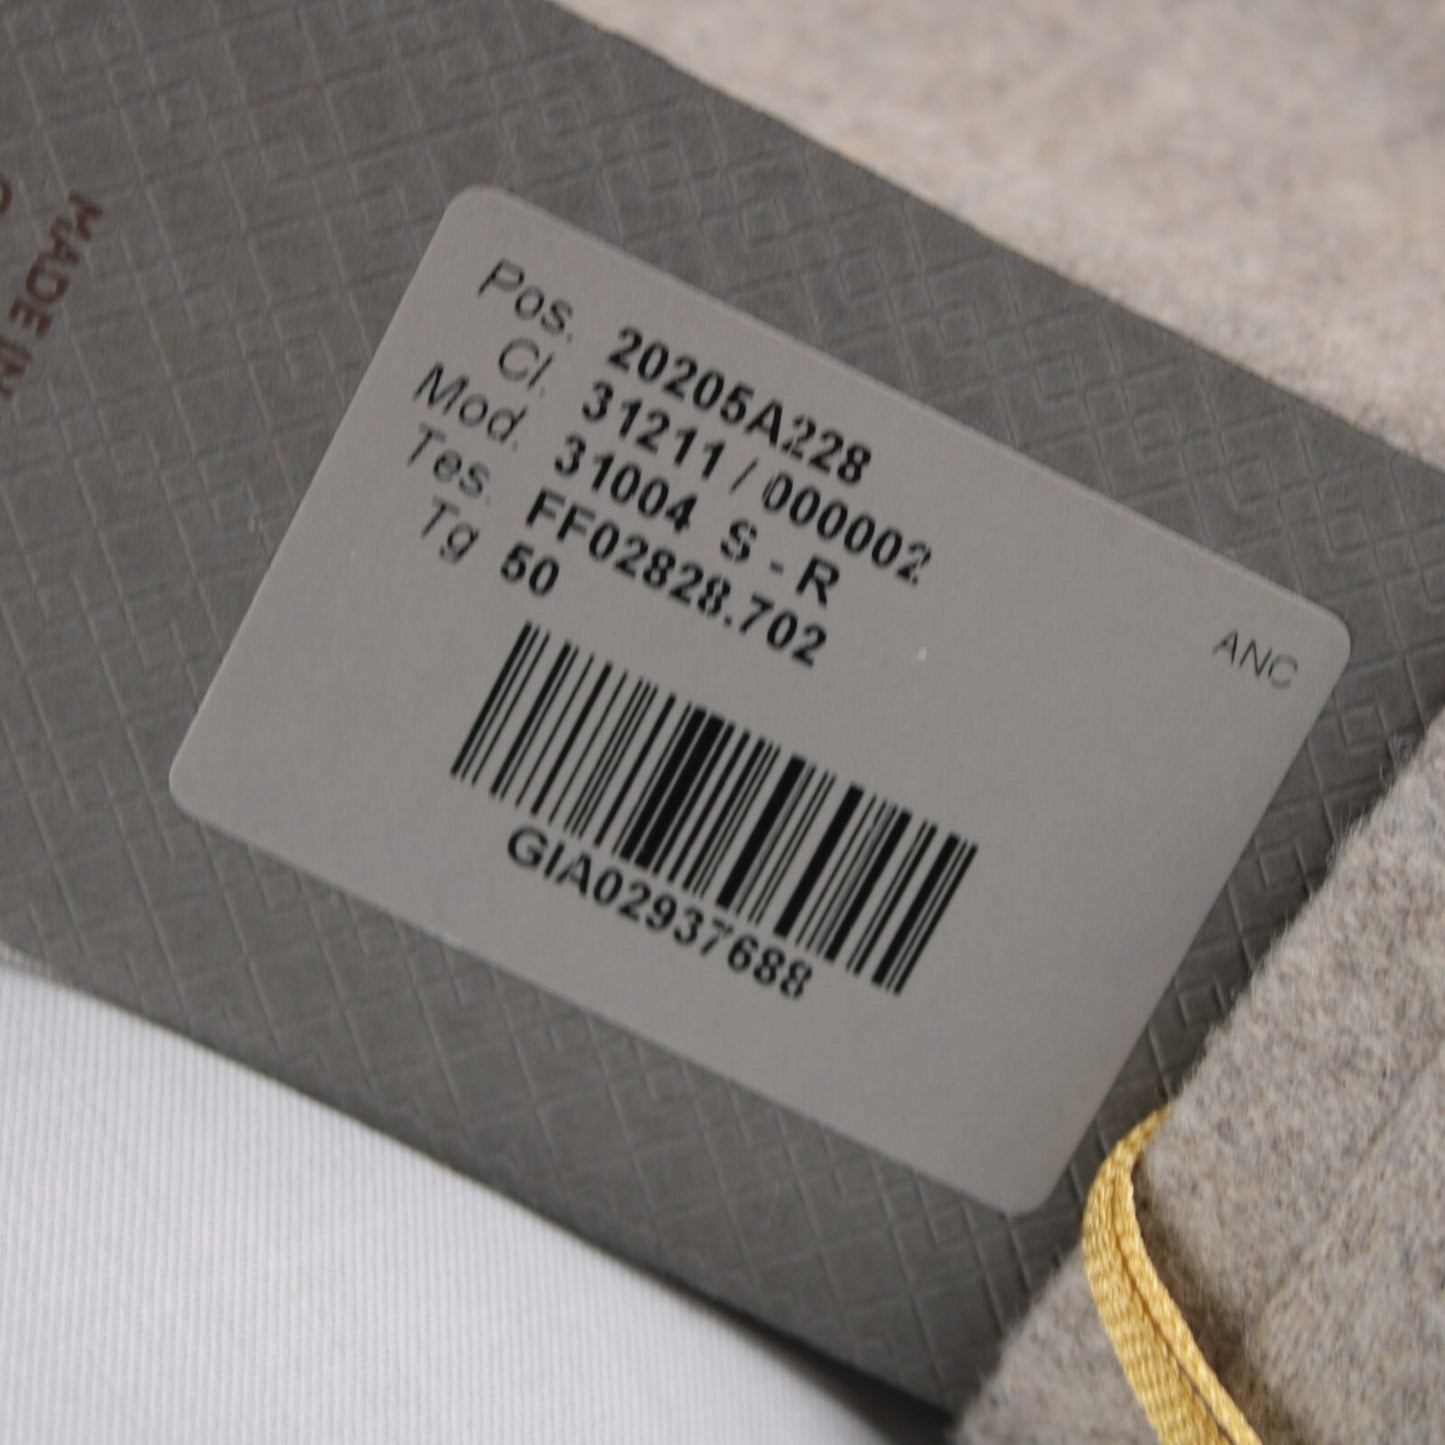 Pos. 20205A228
Cl. 31211 / 000002
Mod. 31004 S - R
Tes. FF02828.702
Tg 50
ANC
GIA02937688
MADE IN